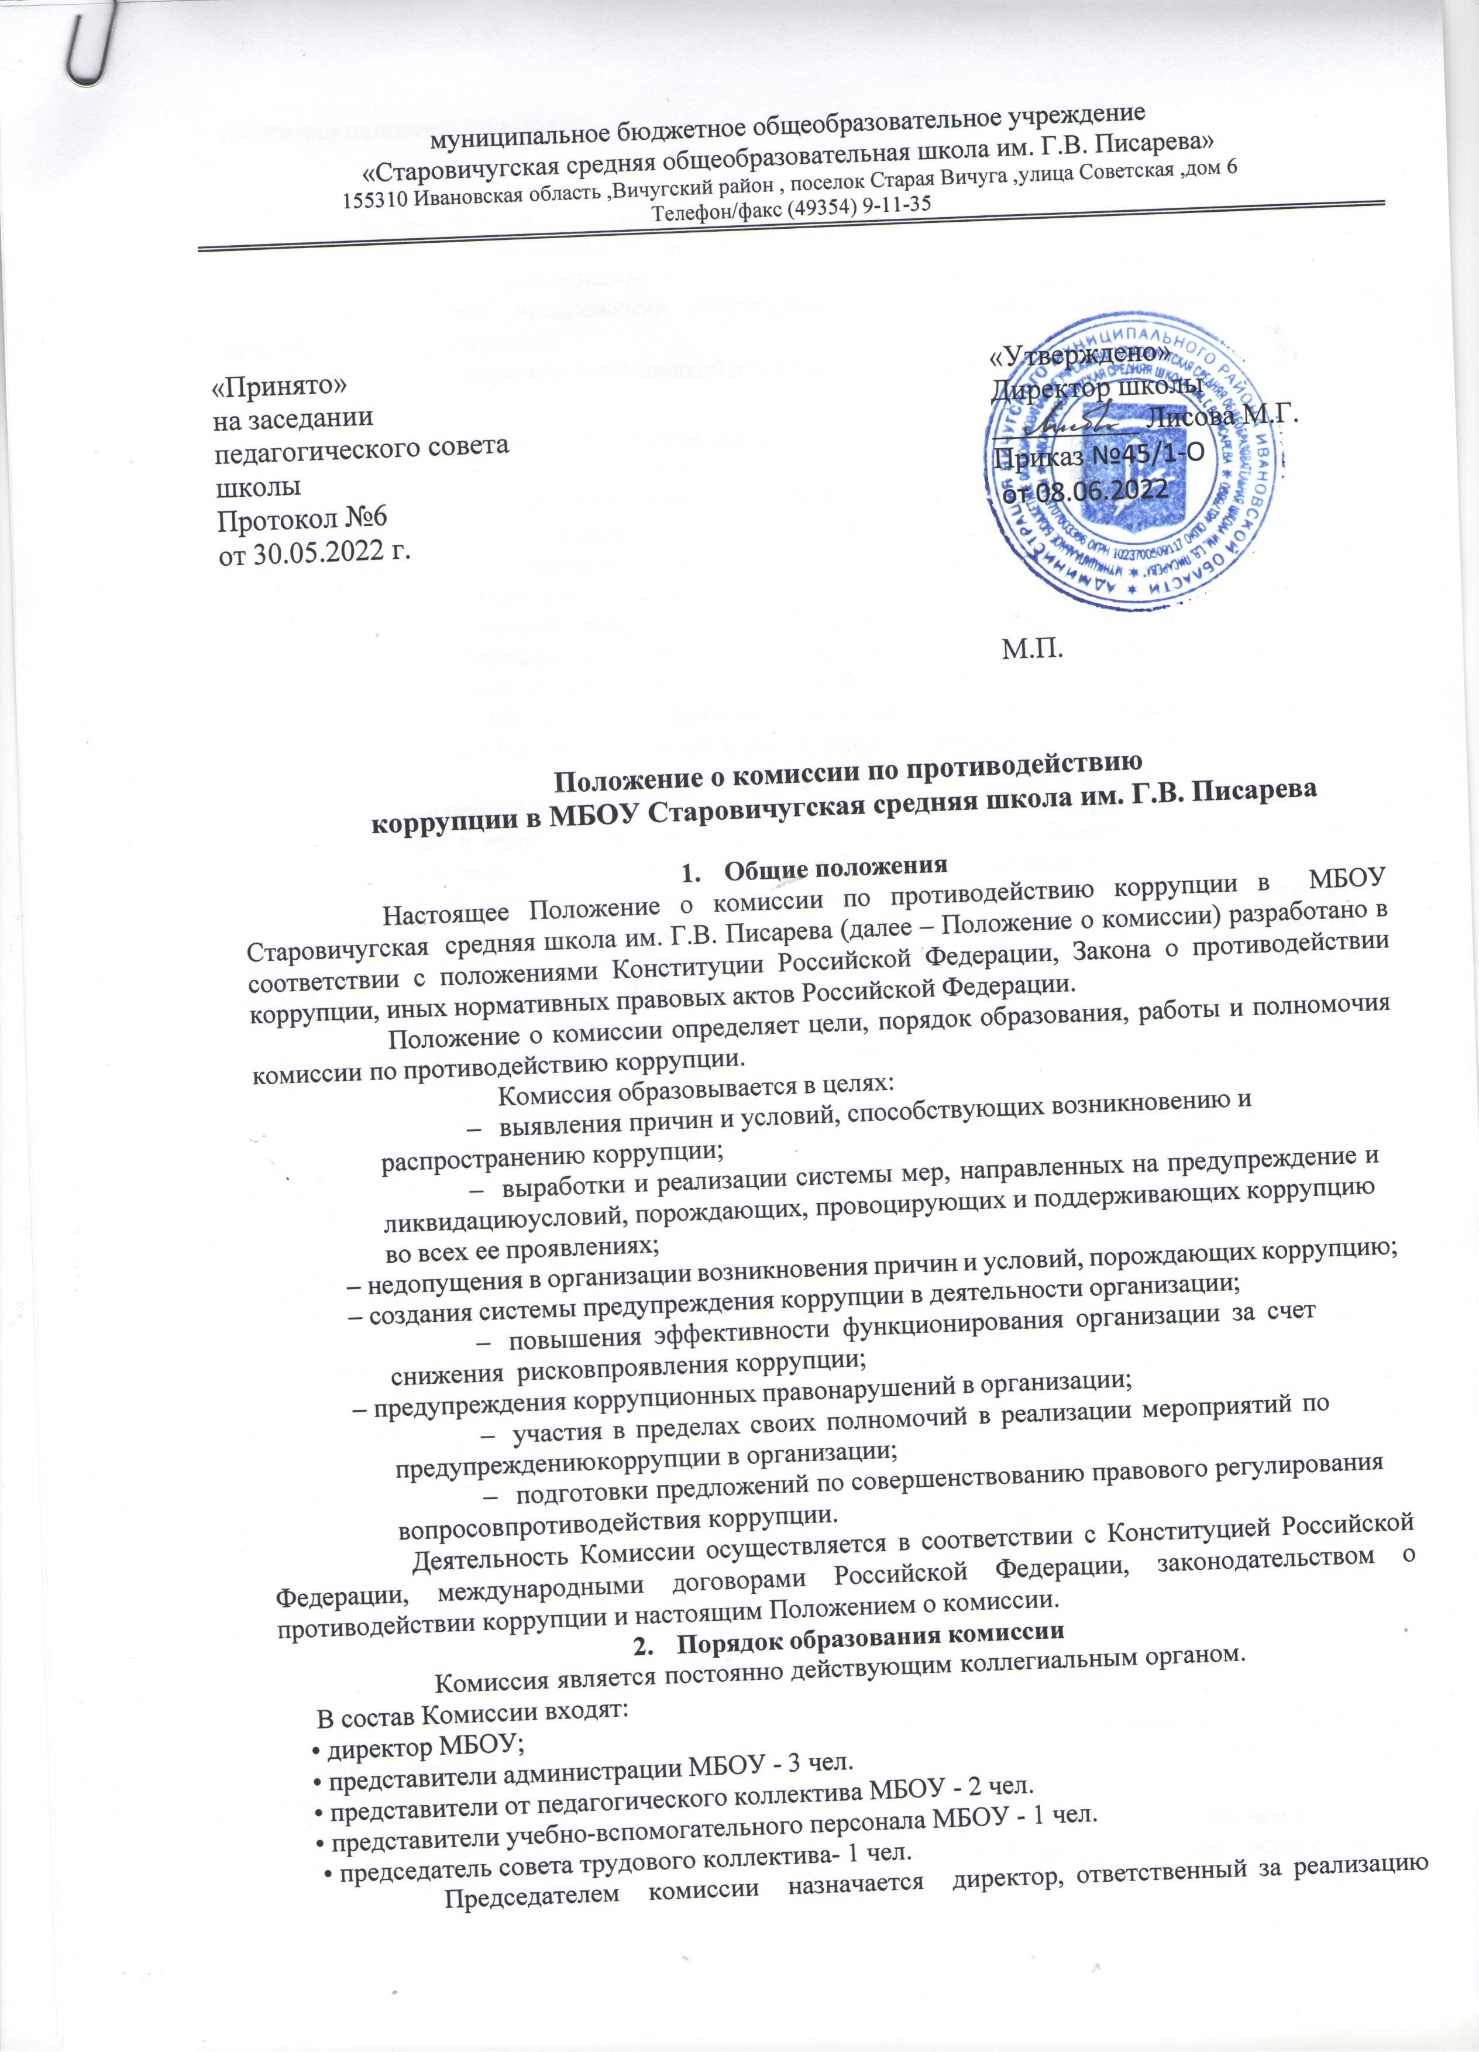 муниципальное бюджетное общеобразовательное учреждение
«Старовичугская средняя общеобразовательная школа им. Г.В. Писарева»
155310 Ивановская область ,Вичугский район , поселок Старая Вичуга ,улица Советская ,дом 6
Телефон/факс (49354) 9-11-35
«Принято»
на заседании
педагогического совета
школы
Протокол №6
от 30.05.2022 г.
«Утверждено»
Директор школы
Лисова М.Г.
Приказ №45/1-О
от 08.06.2022
АДМИНИСТРАЦИЯ ВИЧУГСКОГО МУНИЦИПАЛЬНОГО РАЙОНА ИВАНОВСКОЙ ОБЛАСТИ
ОГРН 1023700509117 ОКПО
М.П.
Положение о комиссии по противодействию
коррупции в МБОУ Старовичугская средняя школа им. Г.В. Писарева
1. Общие положения
Настоящее Положение о комиссии по противодействию коррупции в МБОУ
Старовичугская средняя школа им. Г.В. Писарева (далее – Положение о комиссии) разработано в
соответствии с положениями Конституции Российской Федерации, Закона о противодействии
коррупции, иных нормативных правовых актов Российской Федерации.
Положение о комиссии определяет цели, порядок образования, работы и полномочия
комиссии по противодействию коррупции.
Комиссия образовывается в целях:
– выявления причин и условий, способствующих возникновению и
распространению коррупции;
– выработки и реализации системы мер, направленных на предупреждение и
ликвидациюусловий, порождающих, провоцирующих и поддерживающих коррупцию
во всех ее проявлениях;
– недопущения в организации возникновения причин и условий, порождающих коррупцию;
– создания системы предупреждения коррупции в деятельности организации;
– повышения эффективности функционирования организации за счет
снижения рисковпроявления коррупции;
– предупреждения коррупционных правонарушений в организации;
– участия в пределах своих полномочий в реализации мероприятий по
предупреждениюкоррупции в организации;
– подготовки предложений по совершенствованию правового регулирования
вопросовпротиводействия коррупции.
Деятельность Комиссии осуществляется в соответствии с Конституцией Российской
Федерации, международными договорами Российской Федерации, законодательством о
противодействии коррупции и настоящим Положением о комиссии.
2. Порядок образования комиссии
Комиссия является постоянно действующим коллегиальным органом.
В состав Комиссии входят:
• директор МБОУ;
• представители администрации МБОУ - 3 чел.
• представители от педагогического коллектива МБОУ - 2 чел.
• представители учебно-вспомогательного персонала МБОУ - 1 чел.
• председатель совета трудового коллектива- 1 чел.
Председателем комиссии назначается директор, ответственный за реализацию